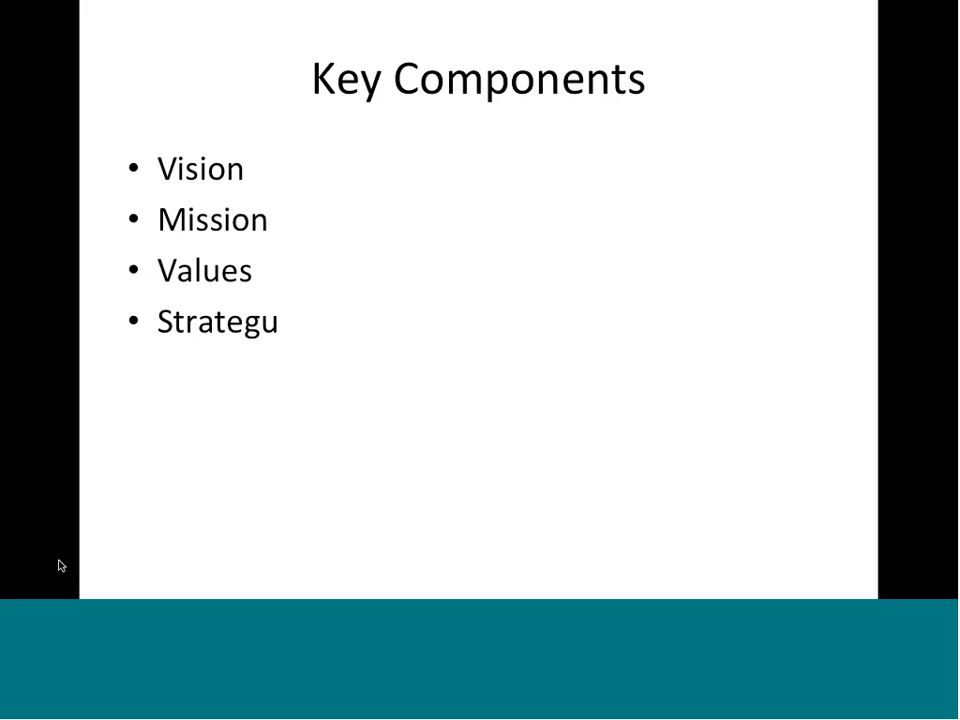 Key Components
• Vision
• Mission
• Values
• Strategu